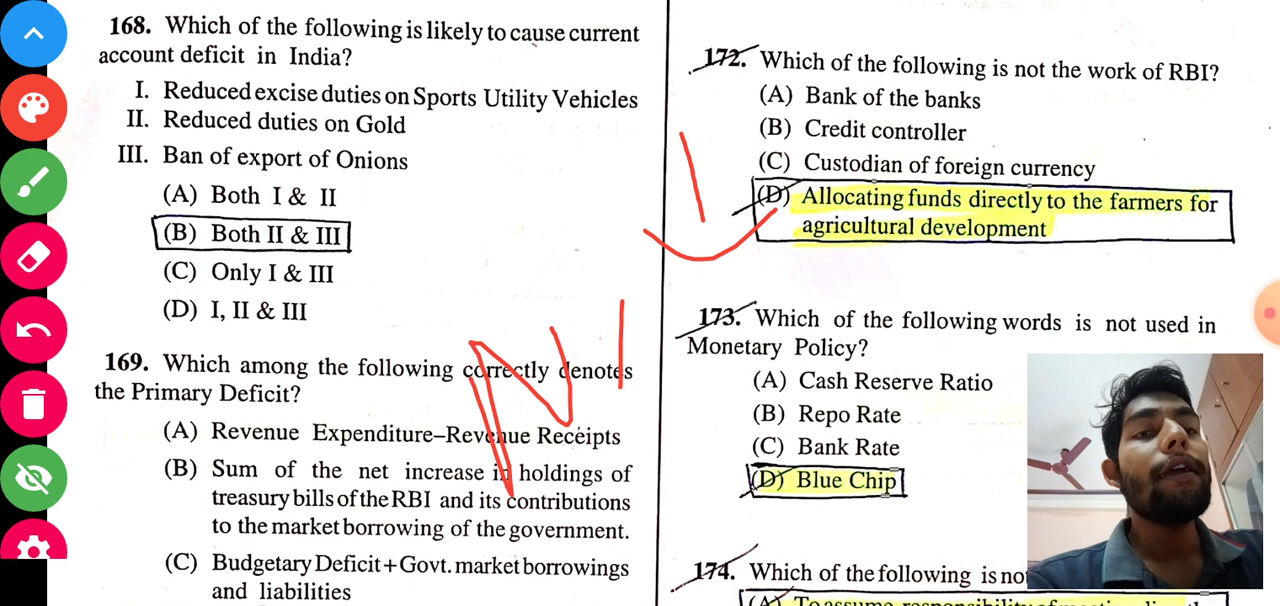 168. Which of the following is likely to cause current
account deficit in India?
I. Reduced excise duties on Sports Utility Vehicles
II. Reduced duties on Gold
III. Ban of export of Onions
(A) Both I & II
(B) Both II & III
(C) Only I & III
(D) I, II & III
169. Which among the following correctly denotes
the Primary Deficit?
(A) Revenue Expenditure–Revenue Receipts
(B) Sum of the net increase in holdings of
treasury bills of the RBI and its contributions
to the market borrowing of the government.
(C) Budgetary Deficit + Govt. market borrowings
and liabilities
172. Which of the following is not the work of RBI?
(A) Bank of the banks
(B) Credit controller
(C) Custodian of foreign currency
(D) Allocating funds directly to the farmers for
agricultural development
173. Which of the following words is not used in
Monetary Policy?
(A) Cash Reserve Ratio
(B) Repo Rate
(C) Bank Rate
(D) Blue Chip
174. Which of the following is no
(A) To assume responsibility of